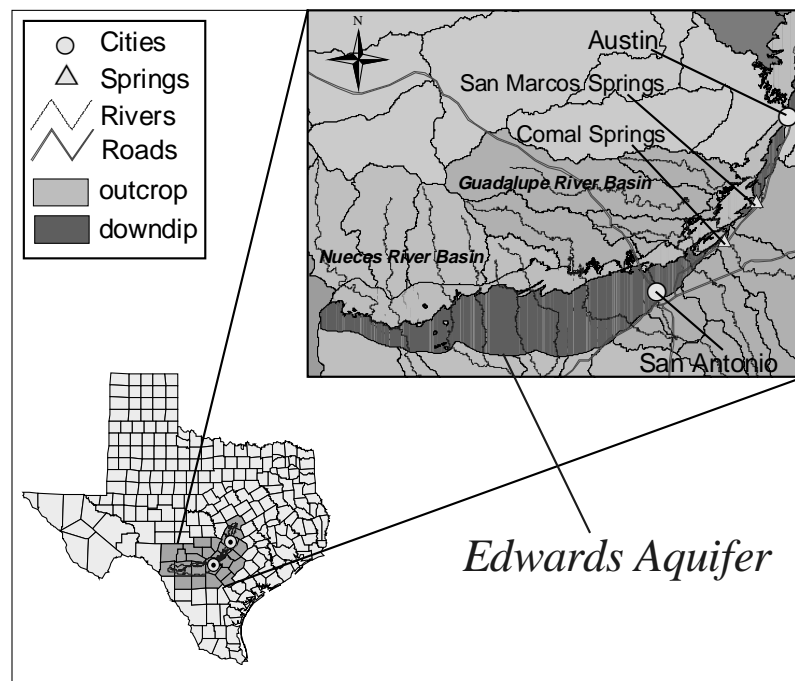 Cities
Springs
Rivers
Roads
outcrop
downdip
N
Austin
San Marcos Springs
Comal Springs
Guadalupe River Basin
Nueces River Basin
San Antonio
Edwards Aquifer